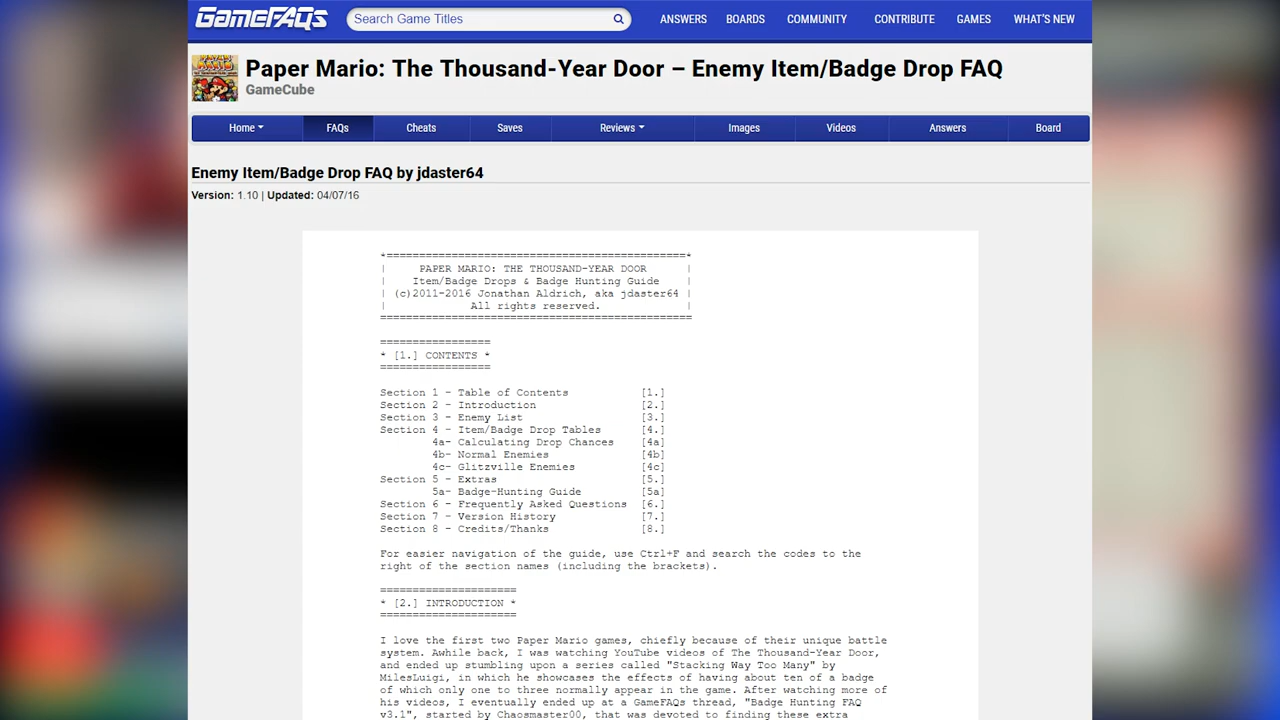 GameFAQs
Search Game Titles
ANSWERS BOARDS COMMUNITY CONTRIBUTE GAMES WHAT'S NEW
Paper Mario: The Thousand-Year Door – Enemy Item/Badge Drop FAQ
GameCube
Home FAQs Cheats Saves Reviews Images Videos Answers Board
Enemy Item/Badge Drop FAQ by jdaster64
Version: 1.10 | Updated: 04/07/16
*==============================================*
| PAPER MARIO: THE THOUSAND-YEAR DOOR |
| Item/Badge Drops & Badge Hunting Guide |
| (c)2011-2016 Jonathan Aldrich, aka jdaster64 |
| All rights reserved. |
================================================
=================
* [1.] CONTENTS *
=================
Section 1 - Table of Contents [1.]
Section 2 - Introduction [2.]
Section 3 - Enemy List [3.]
Section 4 - Item/Badge Drop Tables [4.]
4a- Calculating Drop Chances [4a]
4b- Normal Enemies [4b]
4c- Glitzville Enemies [4c]
Section 5 - Extras [5.]
5a- Badge-Hunting Guide [5a]
Section 6 - Frequently Asked Questions [6.]
Section 7 - Version History [7.]
Section 8 - Credits/Thanks [8.]
For easier navigation of the guide, use Ctrl+F and search the codes to the
right of the section names (including the brackets).
=====================
* [2.] INTRODUCTION *
=====================
I love the first two Paper Mario games, chiefly because of their unique battle
system. Awhile back, I was watching YouTube videos of The Thousand-Year Door,
and ended up stumbling upon a series called "Stacking Way Too Many" by
MilesLuigi, in which he showcases the effects of having about ten of a badge
of which only one to three normally appear in the game. After watching more of
his videos, I eventually ended up at a GameFAQs thread, "Badge Hunting FAQ
v3.1", started by Chaosmaster00, that was devoted to finding these extra